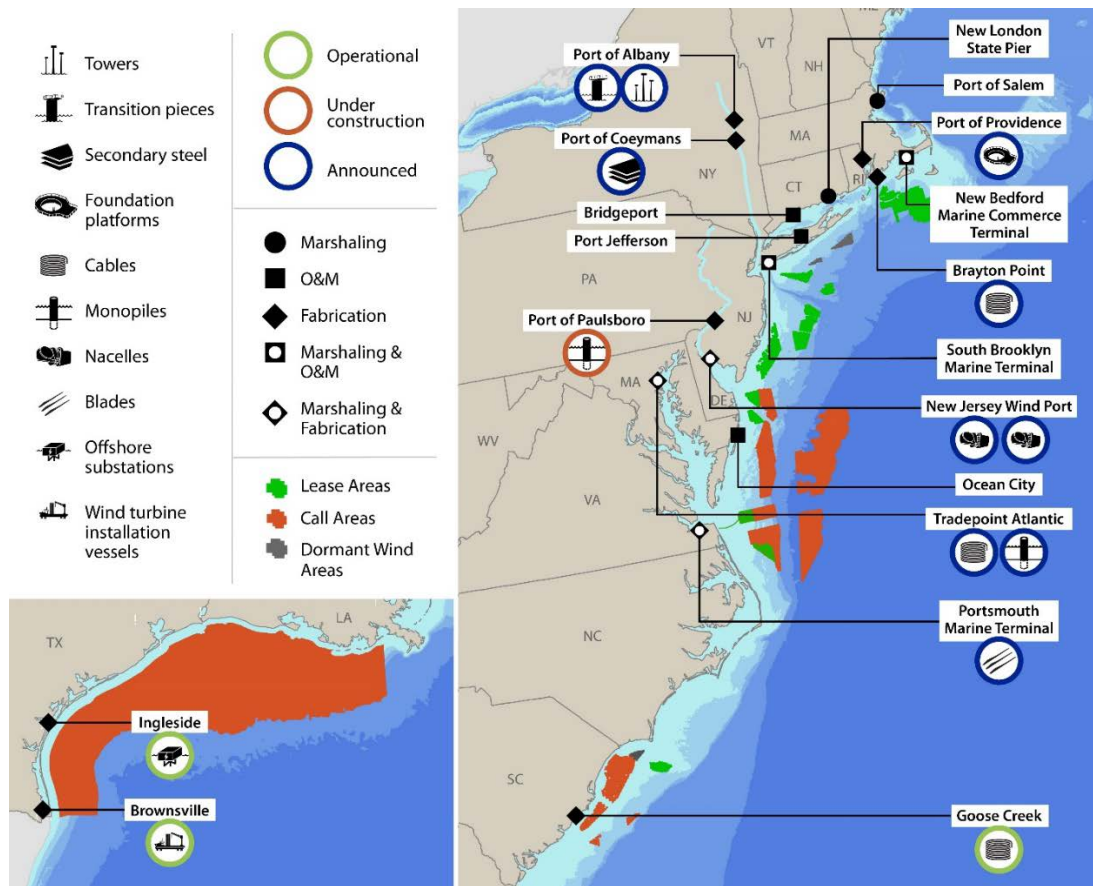 Towers
Transition pieces
Secondary steel
Foundation
platforms
Cables
Monopiles
Nacelles
Blades
Offshore
substations
Wind turbine
installation
vessels
Operational
Under
construction
Announced
Marshaling
O&M
Fabrication
Marshaling &
O&M
Marshaling &
Fabrication
Lease Areas
Call Areas
Dormant Wind
Areas
TX
LA
Ingleside
Brownsville
ME
VT
NH
MA
NY
CT
RI
PA
NJ
MA
DE
WV
VA
NC
SC
Port of Albany
Port of Coeymans
Bridgeport
Port Jefferson
Port of Paulsboro
New London
State Pier
Port of Salem
Port of Providence
New Bedford
Marine Commerce
Terminal
Brayton Point
South Brooklyn
Marine Terminal
New Jersey Wind Port
Ocean City
Tradepoint Atlantic
Portsmouth
Marine Terminal
Goose Creek